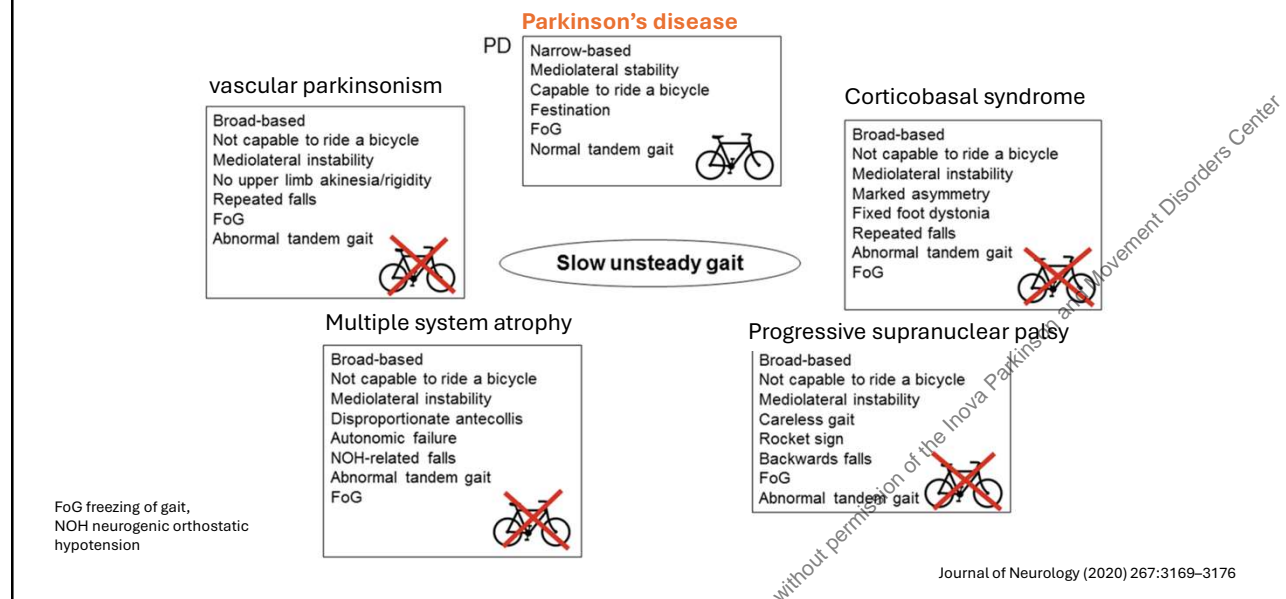 Parkinson's disease
PD
Narrow-based
Mediolateral stability
Capable to ride a bicycle
Festination
FoG
Normal tandem gait
vascular parkinsonism
Broad-based
Not capable to ride a bicycle
Mediolateral instability
No upper limb akinesia/rigidity
Repeated falls
FoG
Abnormal tandem gait
Corticobasal syndrome
Broad-based
Not capable to ride a bicycle
Mediolateral instability
Marked asymmetry
Fixed foot dystonia
Repeated falls
Abnormal tandem gait
FoG
Slow unsteady gait
Multiple system atrophy
Broad-based
Not capable to ride a bicycle
Mediolateral instability
Disproportionate antecollis
Autonomic failure
NOH-related falls
Abnormal tandem gait
FoG
Progressive supranuclear palsy
Broad-based
Not capable to ride a bicycle
Mediolateral instability
Careless gait
Rocket sign
Backwards falls
FoG
Abnormal tandem gait
FoG freezing of gait,
NOH neurogenic orthostatic
hypotension
Journal of Neurology (2020) 267:3169–3176
without permission of the Inova Parkinson and Movement Disorders Center